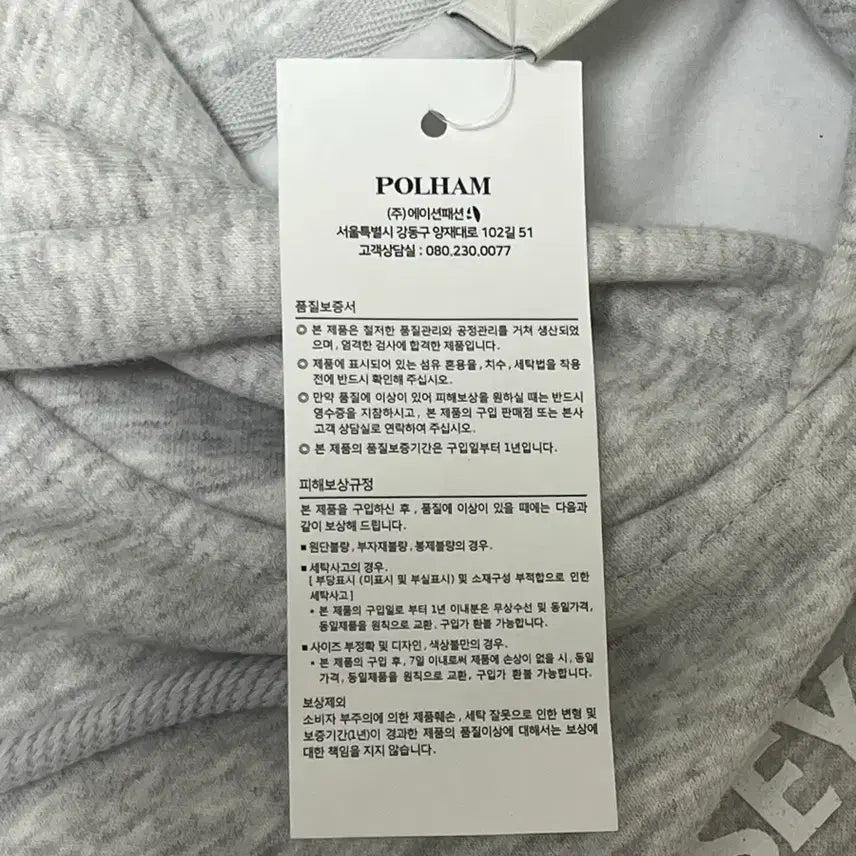 POLHAM
(주)에이션패션
서울특별시 강동구 양재대로 102길 51
고객상담실 : 080.230.0077
품질보증서
◎ 본 제품은 철저한 품질관리와 공정관리를 거쳐 생산되었
으며, 엄격한 검사에 합격한 제품입니다.
◎ 제품에 표시되어 있는 섬유 혼용율, 치수, 세탁법을 착용
전에 반드시 확인해 주십시오.
◎ 만약 품질에 이상이 있어 피해보상을 원하실 때는 반드시
영수증을 지참하시고, 본 제품의 구입 판매점 또는 본사
고객 상담실로 연락하여 주십시오.
◎ 본 제품의 품질보증기간은 구입일부터 1년입니다.
피해보상규정
본 제품을 구입하신 후, 품질에 이상이 있을 때에는 다음과
같이 보상해 드립니다.
■ 원단불량, 부자재불량, 봉제불량의 경우.
■ 세탁사고의 경우.
[ 부당표시 (미표시 및 부실표시) 및 소재구성 부적합으로 인한
세탁사고 ]
* 본 제품의 구입일로 부터 1년 이내분은 무상수선 및 동일가격,
동일제품을 원칙으로 교환. 구입가 환불 가능합니다.
■ 사이즈 부정확 및 디자인, 색상불만의 경우.
* 본 제품의 구입 후, 7일 이내로써 제품에 손상이 없을 시, 동일
가격, 동일제품을 원칙으로 교환, 구입가 환불 가능합니다.
보상제외
소비자 부주의에 의한 제품훼손, 세탁 잘못으로 인한 변형 및
보증기간(1년)이 경과한 제품의 품질이상에 대해서는 보상에
대한 책임을 지지 않습니다.
SEY